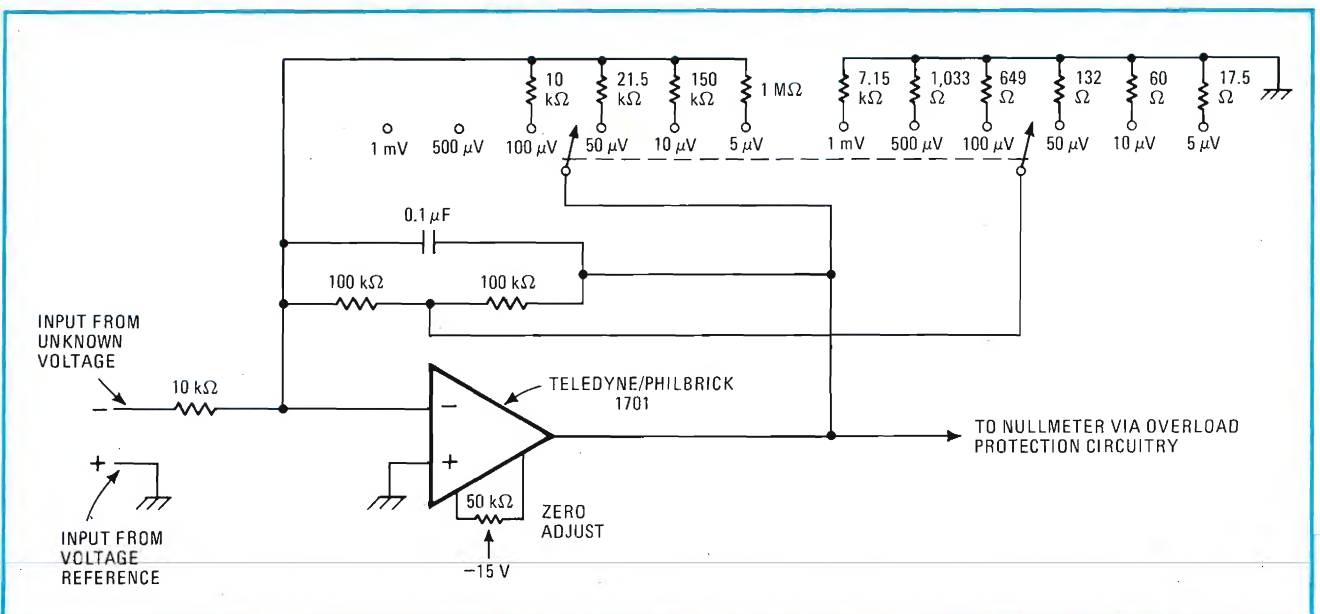 10
kΩ
21.5
kΩ
150
kΩ
1 MΩ
7.15
kΩ
1,033
Ω
649
Ω
132
Ω
60
Ω
17.5
Ω
1 mV
500 μV
100 μV
50 μV
10 μV
5 μV
1 mV
500 μV
100 μV
50 μV
10 μV
5 μV
0.1 μF
100 kΩ
100 kΩ
INPUT FROM
UNKNOWN
VOLTAGE
10 kΩ
TELEDYNE/PHILBRICK
1701
−
+
−
+
TO NULLMETER VIA OVERLOAD
PROTECTION CIRCUITRY
50 kΩ
ZERO
ADJUST
−15 V
INPUT FROM
VOLTAGE
REFERENCE